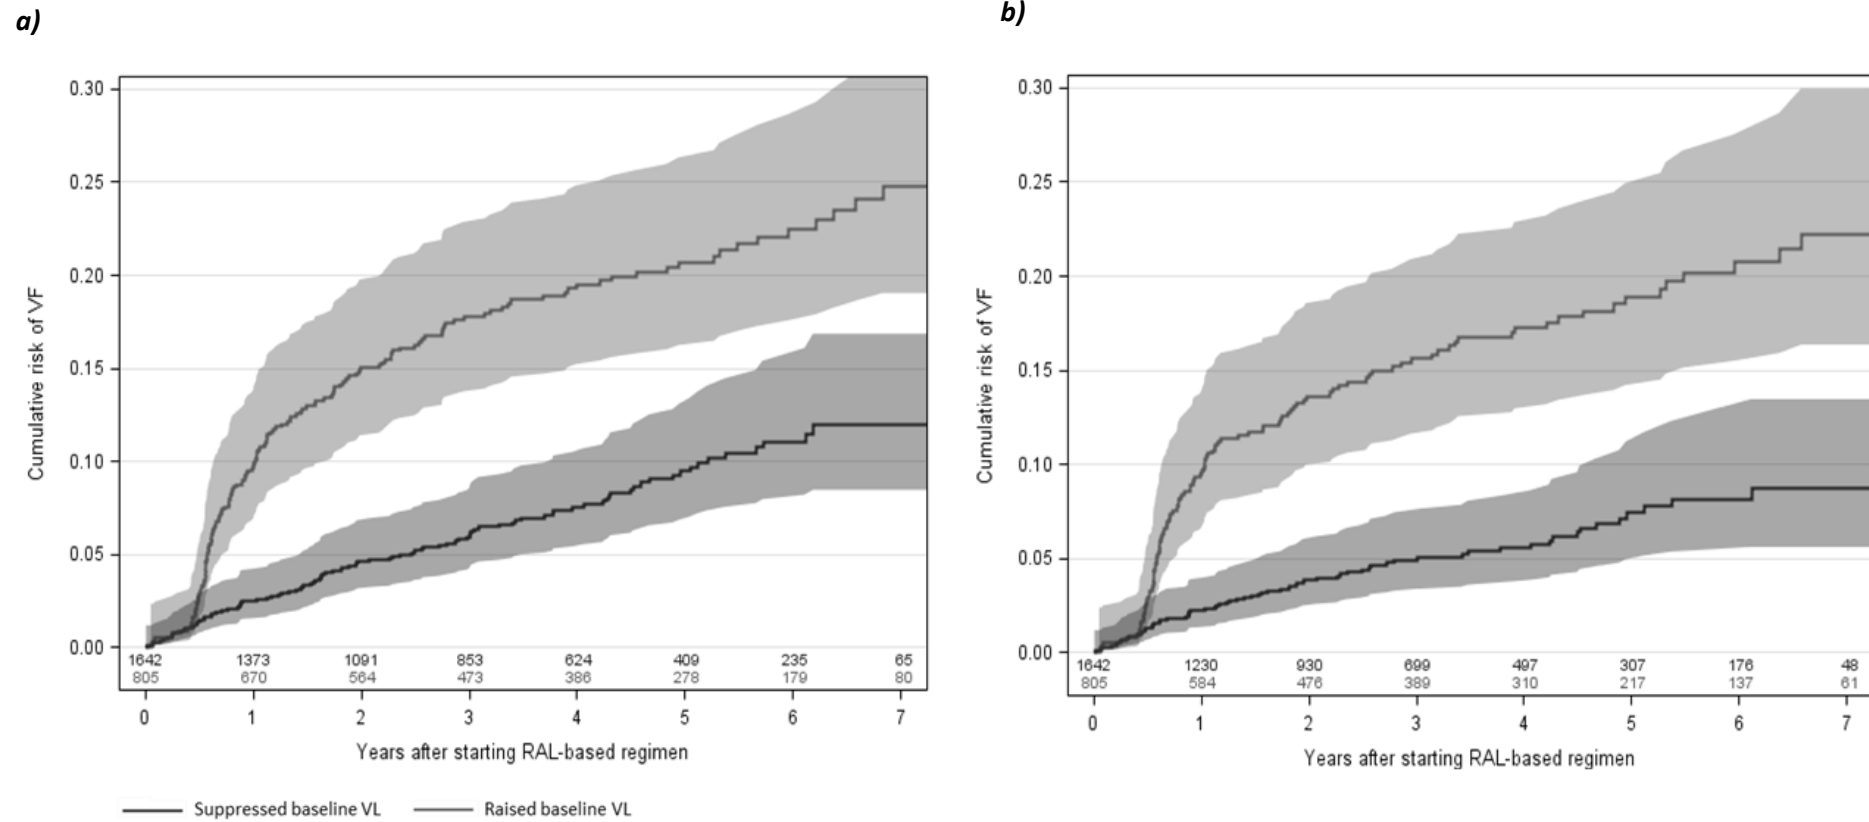 a)
Cumulative risk of VF
0.30
0.25
0.20
0.15
0.10
0.05
0.00
1642 1373 1091 853 624 409 235 65
805 670 564 473 386 278 179 80
0 1 2 3 4 5 6 7
Years after starting RAL-based regimen
Suppressed baseline VL Raised baseline VL
b)
Cumulative risk of VF
0.30
0.25
0.20
0.15
0.10
0.05
0.00
1642 1230 930 699 497 307 176 48
805 584 476 389 310 217 137 61
0 1 2 3 4 5 6 7
Years after starting RAL-based regimen